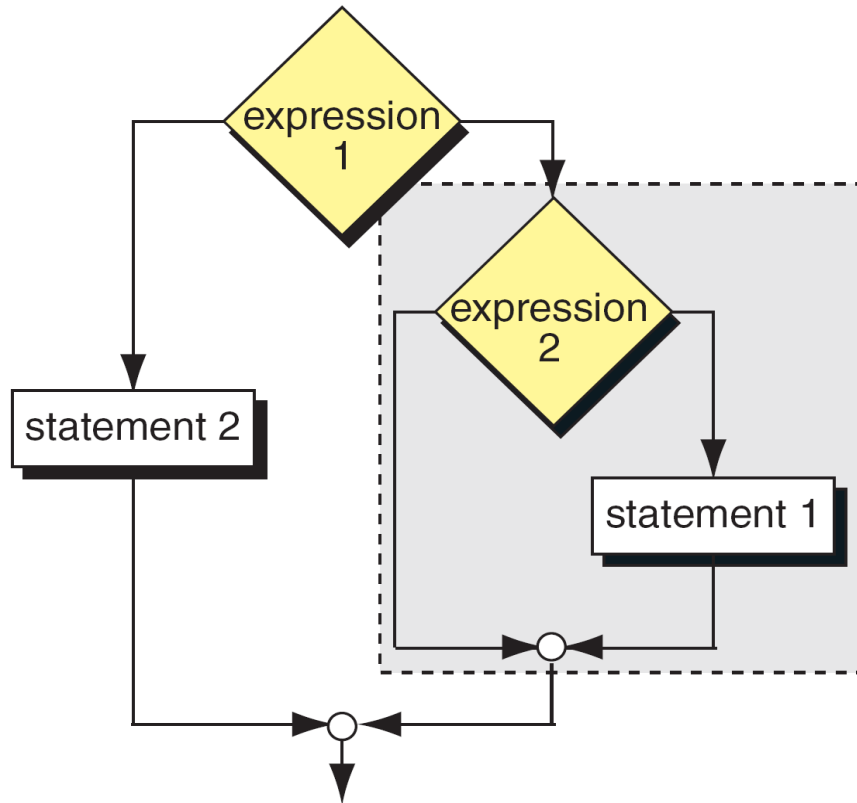 expression
1
expression
2
statement 2
statement 1